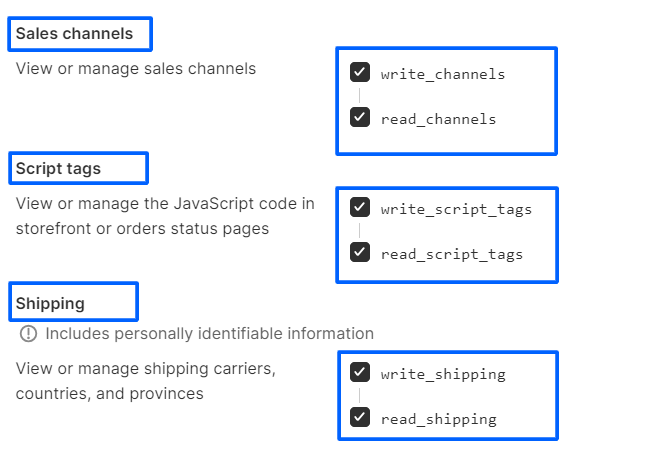 Sales channels
View or manage sales channels
write_channels
read_channels
Script tags
View or manage the JavaScript code in
storefront or orders status pages
write_script_tags
read_script_tags
Shipping
Includes personally identifiable information
View or manage shipping carriers,
countries, and provinces
write_shipping
read_shipping